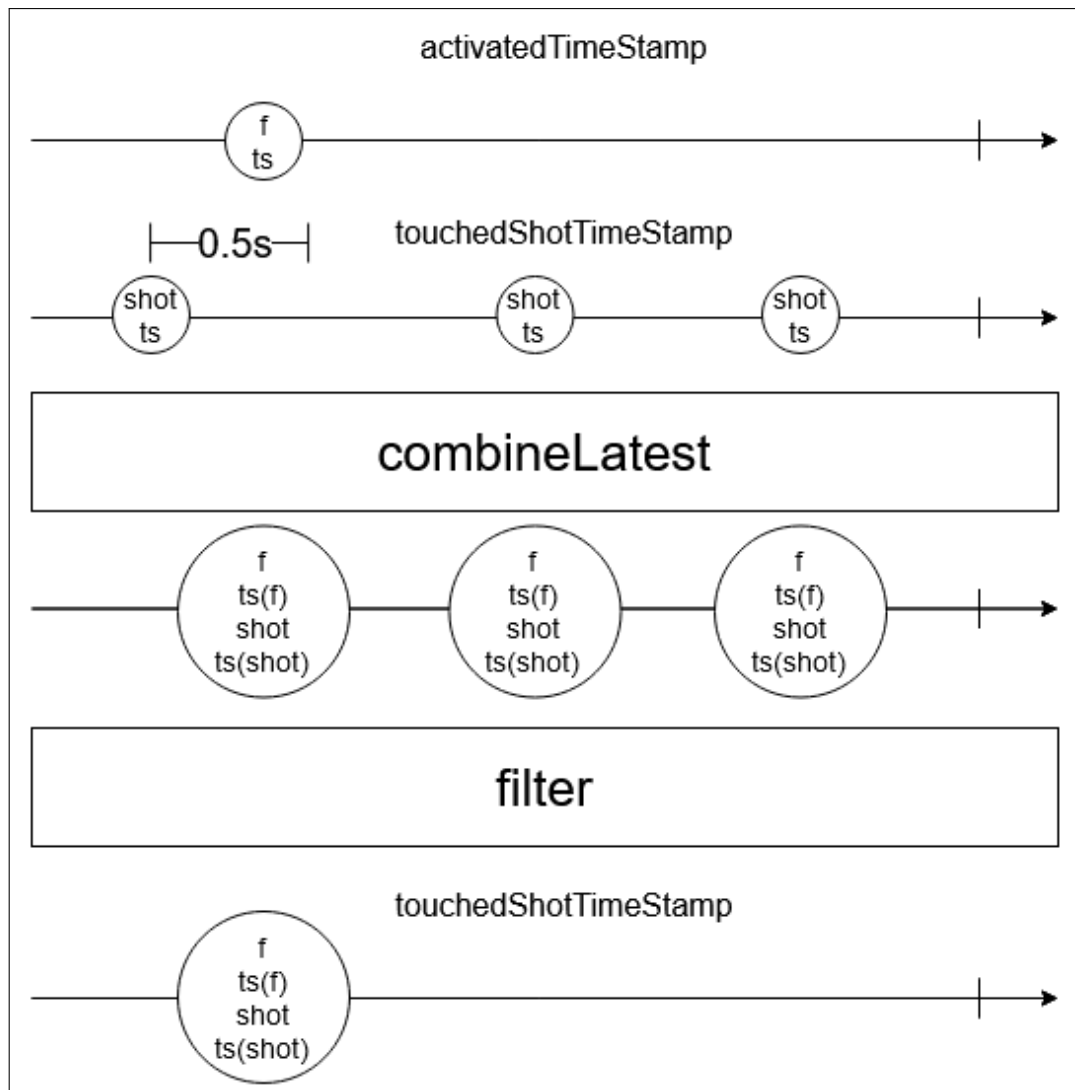 activatedTimeStamp
f
ts
0.5s
touchedShotTimeStamp
shot
ts
shot
ts
shot
ts
combineLatest
f
ts(f)
shot
ts(shot)
f
ts(f)
shot
ts(shot)
f
ts(f)
shot
ts(shot)
filter
touchedShotTimeStamp
f
ts(f)
shot
ts(shot)